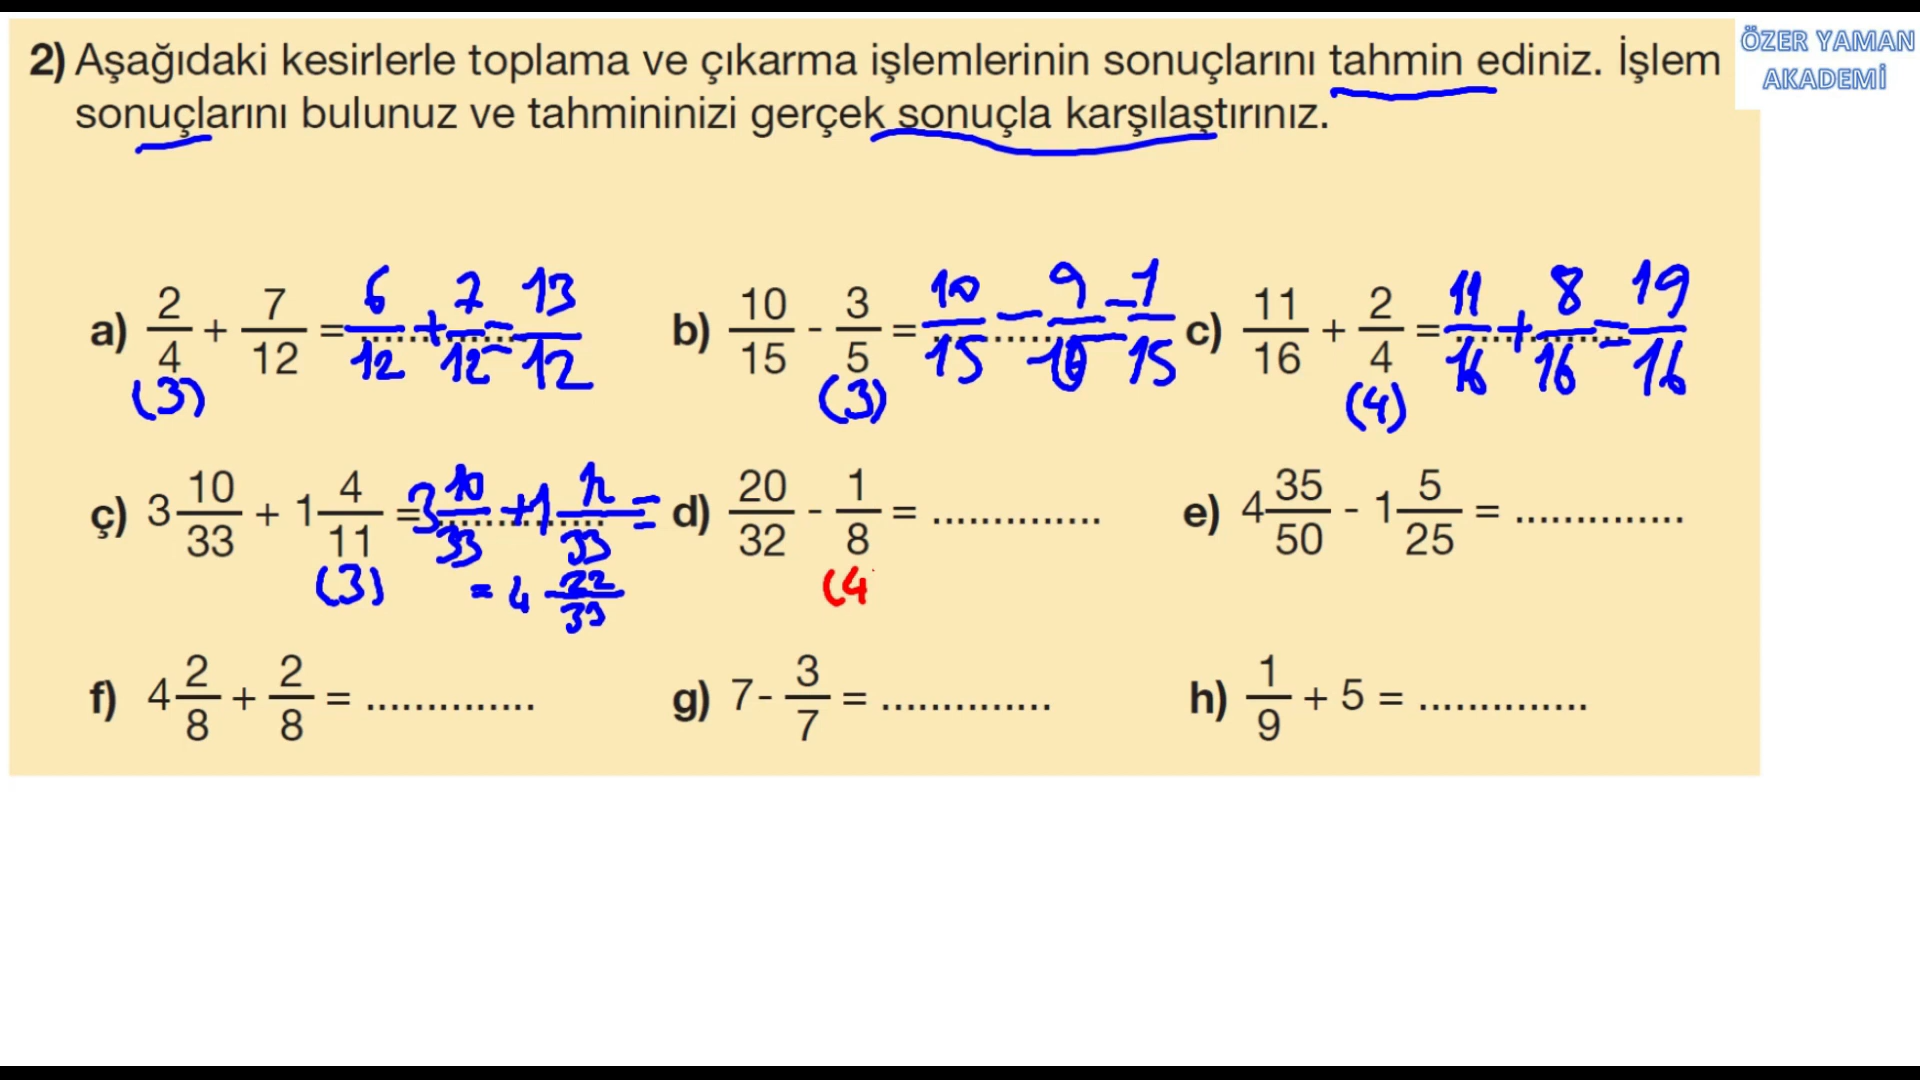 2) Aşağıdaki kesirlerle toplama ve çıkarma işlemlerinin sonuçlarını tahmin ediniz. İşlem
sonuçlarını bulunuz ve tahmininizi gerçek sonuçla karşılaştırınız.
ÖZER YAMAN
AKADEMİ
a) 2/4 + 7/12 = 6/12 + 7/12 = 13/12
(3)
b) 10/15 - 3/5 = 10/15 - 9/ = 1/15
(3)
c) 11/16 + 2/4 = 11/16 + 8/16 = 19/16
(4)
ç) 3 10/33 + 1 4/11 = 3 10/33 + 1 12/33 =
(3)
= 4 22/33
d) 20/32 - 1/8 = ..............
(4
e) 4 35/50 - 1 5/25 = ..............
f) 4 2/8 + 2/8 = ..............
g) 7- 3/7 = ..............
h) 1/9 + 5 = ..............